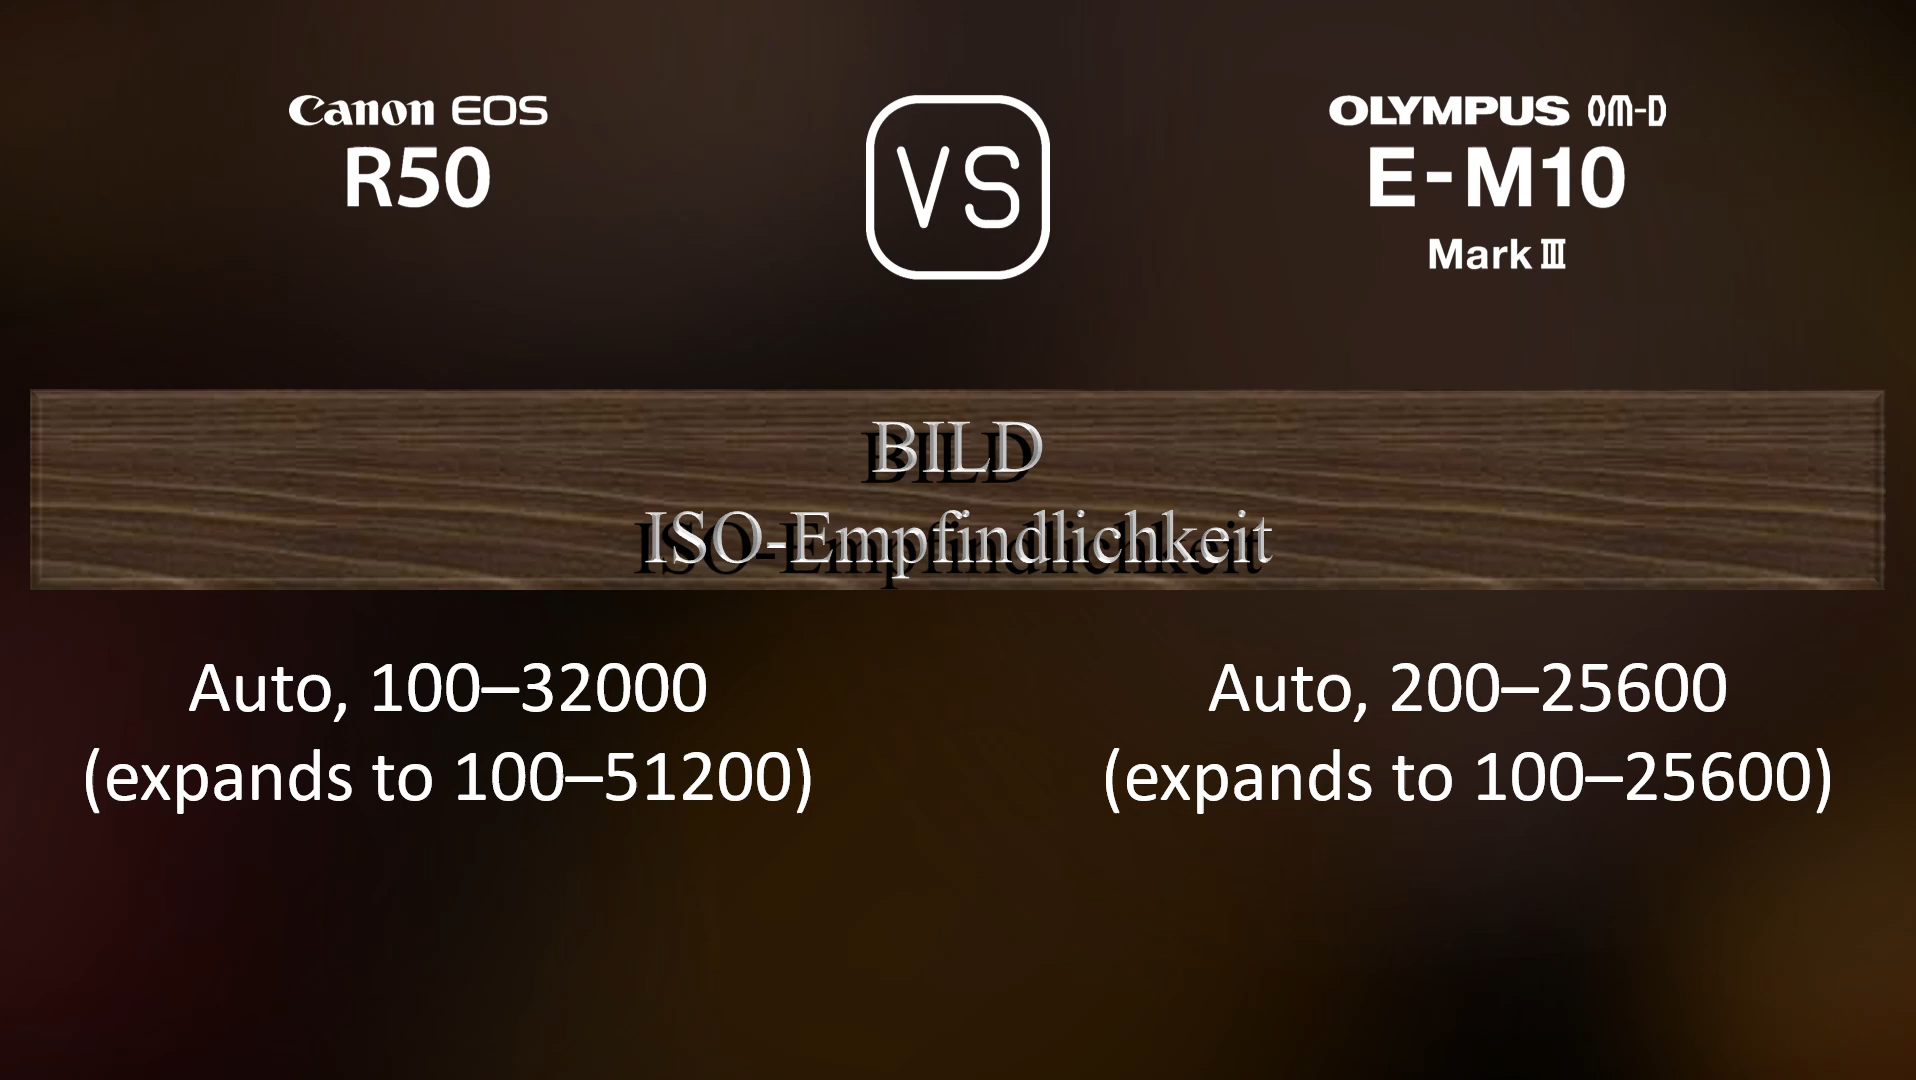 Canon EOS
R50
VS
OLYMPUS OM-D
E-M10
Mark III
BILD
ISO-Empfindlichkeit
Auto, 100–32000
(expands to 100–51200)
Auto, 200–25600
(expands to 100–25600)